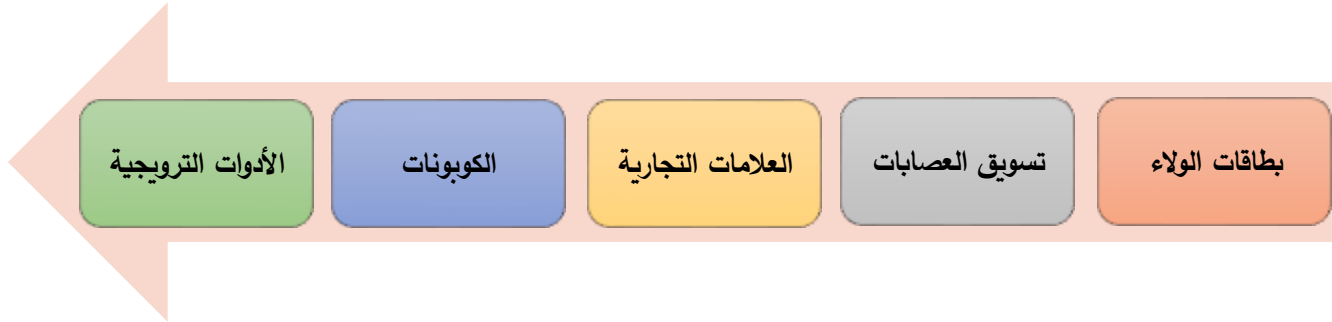 بطاقات الولاء
تسويق العصابات
العلامات التجارية
الكوبونات
الأدوات الترويجية